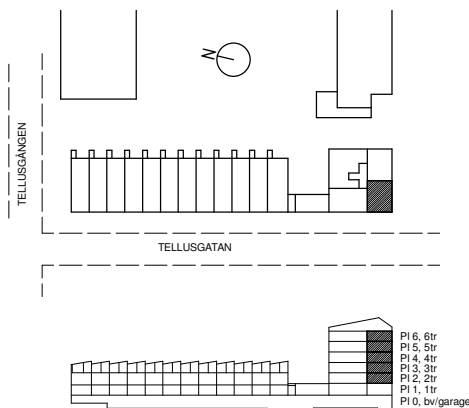 N
TELLUSGÅNGEN
TELLUSGATAN
Pl 6, 6tr
Pl 5, 5tr
Pl 4, 4tr
Pl 3, 3tr
Pl 2, 2tr
Pl 1, 1tr
Pl 0, bv/garage